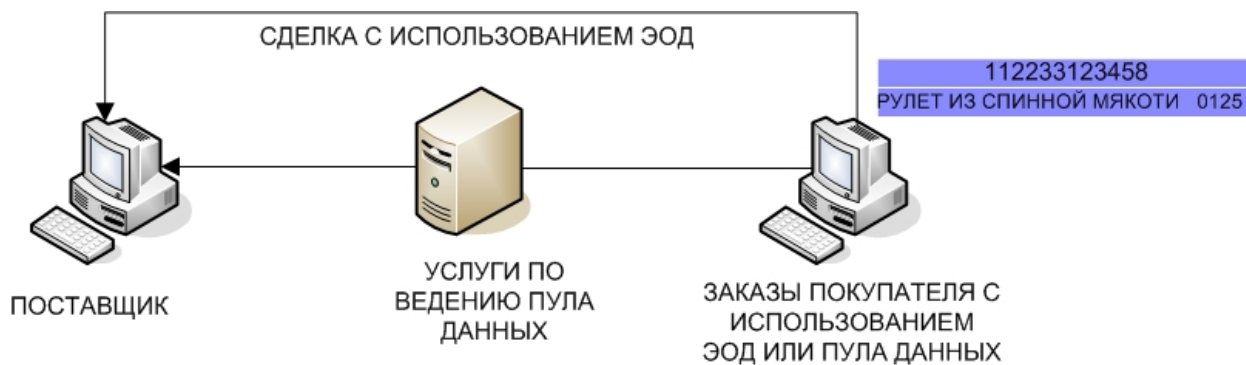 СДЕЛКА С ИСПОЛЬЗОВАНИЕМ ЭОД
112233123458
РУЛЕТ ИЗ СПИННОЙ МЯКОТИ 0125
ПОСТАВЩИК
УСЛУГИ ПО
ВЕДЕНИЮ ПУЛА
ДАННЫХ
ЗАКАЗЫ ПОКУПАТЕЛЯ С
ИСПОЛЬЗОВАНИЕМ
ЭОД ИЛИ ПУЛА ДАННЫХ